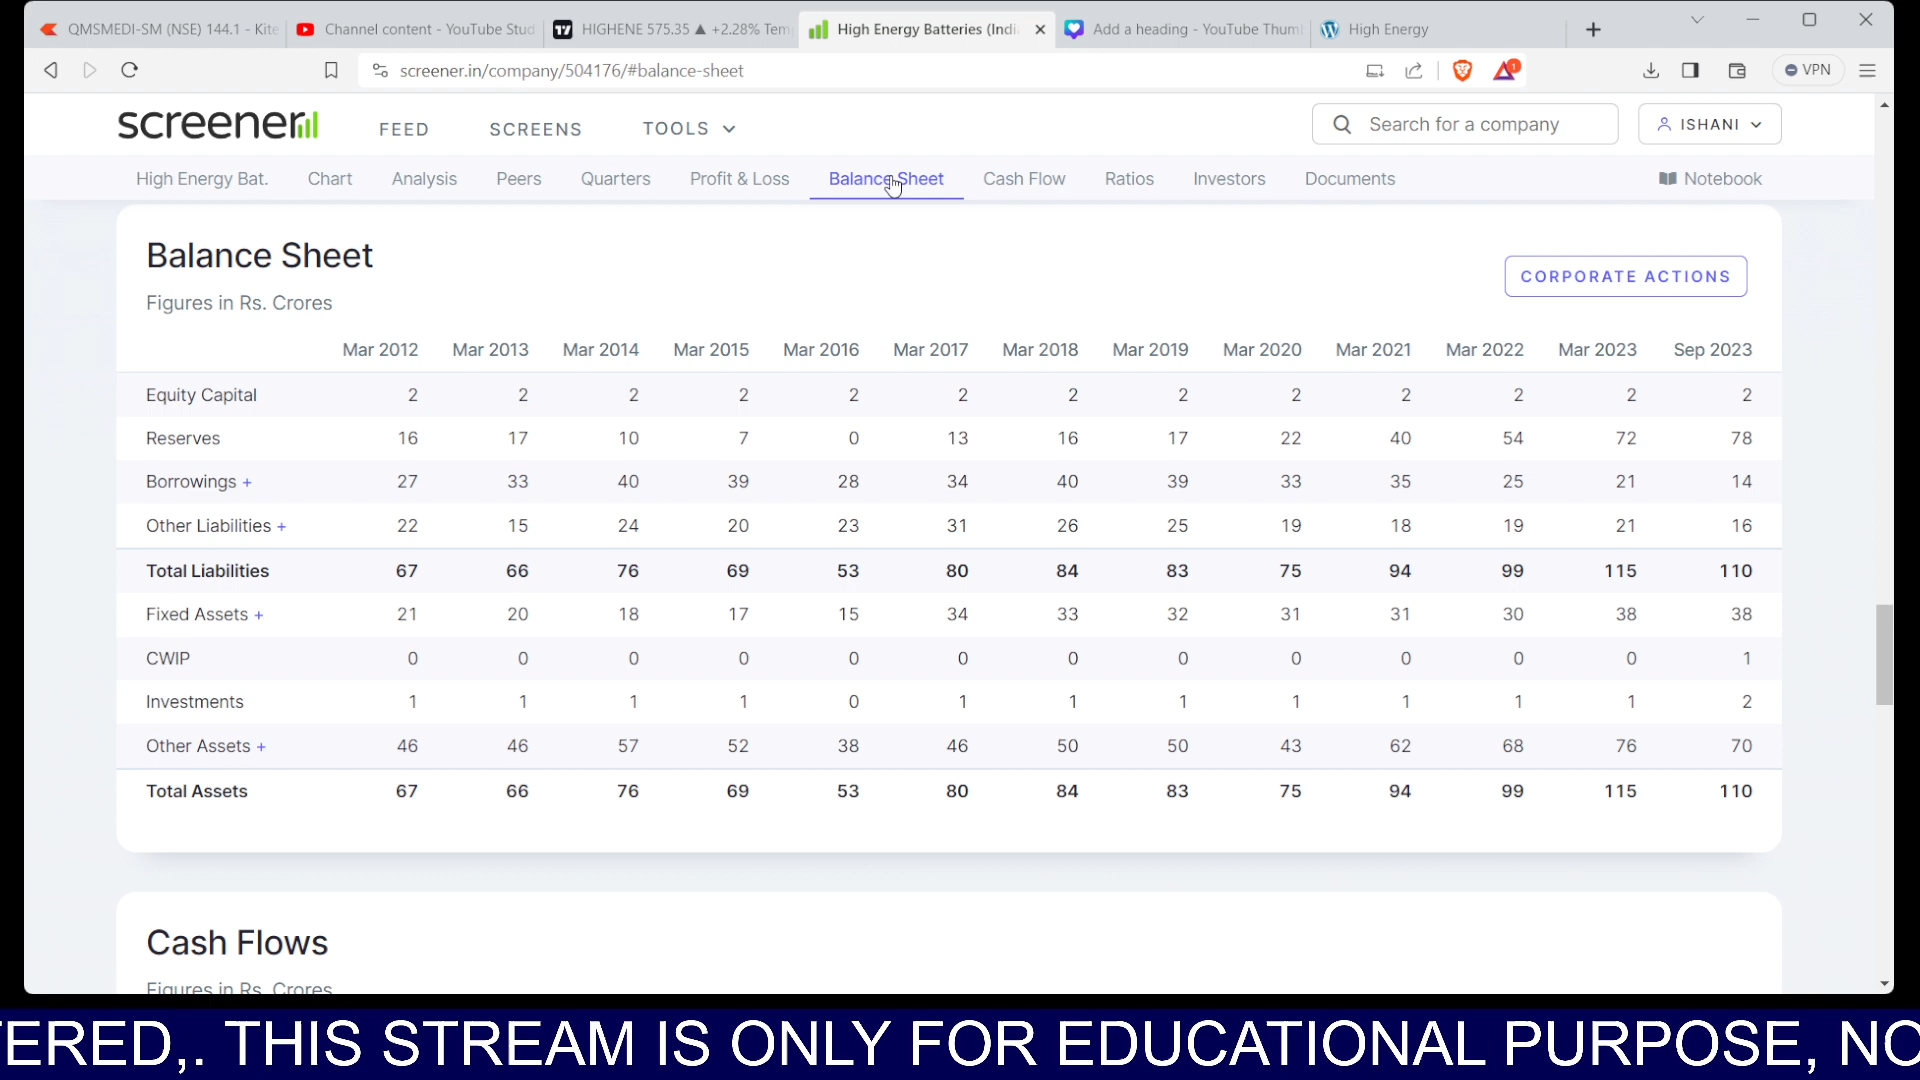 QMSMEDI-SM (NSE) 144.1 - Kite
Channel content - YouTube Stud
HIGHENE 575.35 ▲ +2.28% Tem
High Energy Batteries (Indi
Add a heading - YouTube Thum
High Energy
screener.in/company/504176/#balance-sheet
1
VPN
screener
FEED
SCREENS
TOOLS
Search for a company
ISHANI
High Energy Bat. Chart Analysis Peers Quarters Profit & Loss Balance Sheet Cash Flow Ratios Investors Documents Notebook
Balance Sheet
CORPORATE ACTIONS
Figures in Rs. Crores
Mar 2012 Mar 2013 Mar 2014 Mar 2015 Mar 2016 Mar 2017 Mar 2018 Mar 2019 Mar 2020 Mar 2021 Mar 2022 Mar 2023 Sep 2023
Equity Capital 2 2 2 2 2 2 2 2 2 2 2 2 2
Reserves 16 17 10 7 0 13 16 17 22 40 54 72 78
Borrowings + 27 33 40 39 28 34 40 39 33 35 25 21 14
Other Liabilities + 22 15 24 20 23 31 26 25 19 18 19 21 16
Total Liabilities 67 66 76 69 53 80 84 83 75 94 99 115 110
Fixed Assets + 21 20 18 17 15 34 33 32 31 31 30 38 38
CWIP 0 0 0 0 0 0 0 0 0 0 0 0 1
Investments 1 1 1 1 0 1 1 1 1 1 1 1 2
Other Assets + 46 46 57 52 38 46 50 50 43 62 68 76 70
Total Assets 67 66 76 69 53 80 84 83 75 94 99 115 110
Cash Flows
Figures in Rs. Crores
TERED,. THIS STREAM IS ONLY FOR EDUCATIONAL PURPOSE, NO